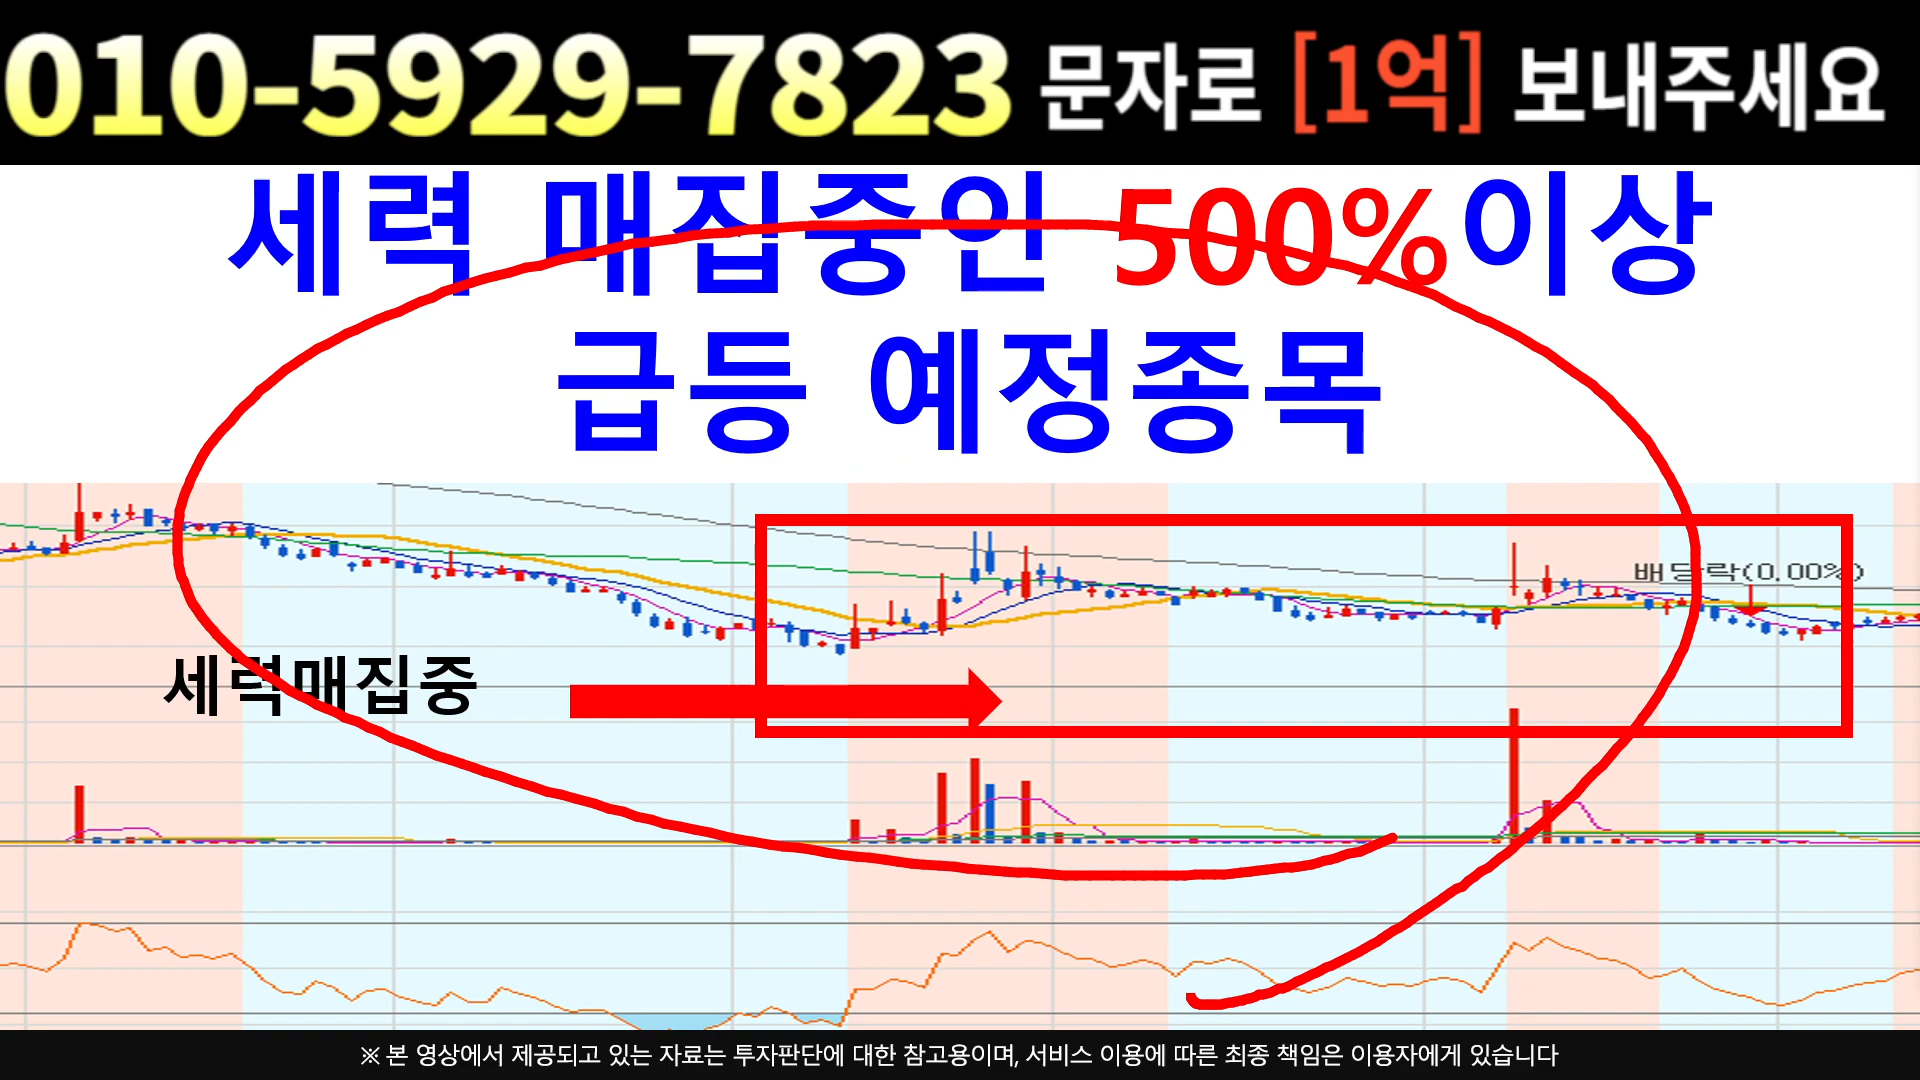 010-5929-7823 문자로 [1억] 보내주세요
세력 매집중인 500%이상
급등 예정종목
배당락(0.00%)
세력매집중
※ 본 영상에서 제공되고 있는 자료는 투자판단에 대한 참고용이며, 서비스 이용에 따른 최종 책임은 이용자에게 있습니다